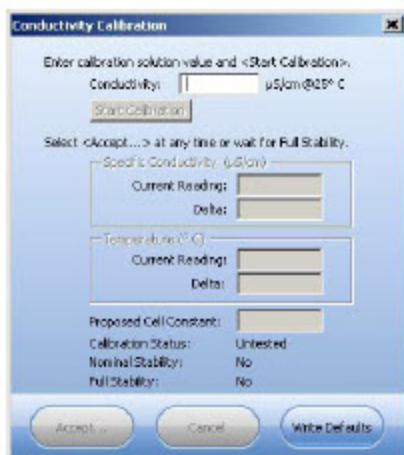 Conductivity Calibration
Enter calibration solution value and <Start Calibration>.
Conductivity: µS/cm @25° C
Start Calibration
Select <Accept...> at any time or wait for Full Stability.
Specific Conductivity (µS/cm)
Current Reading:
Delta:
Temperature (° C)
Current Reading:
Delta:
Proposed Cell Constant:
Calibration Status: Untested
Nominal Stability: No
Full Stability: No
Accept... Cancel Write Defaults